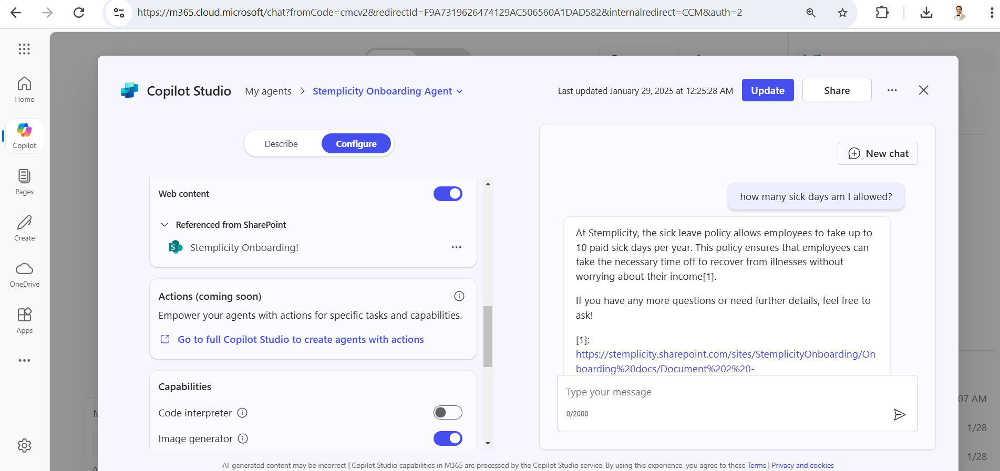 https://m365.cloud.microsoft/chat?fromCode=cmcv2&redirectId=F9A7319626474129AC506560A1DAD582&internalredirect=CCM&auth=2
Home
Copilot
Pages
Create
OneDrive
Apps
Copilot Studio
My agents
Stemplicity Onboarding Agent
Last updated January 29, 2025 at 12:25:28 AM
Update
Share
Describe
Configure
Web content
Referenced from SharePoint
Stemplicity Onboarding!
Actions (coming soon)
Empower your agents with actions for specific tasks and capabilities.
Go to full Copilot Studio to create agents with actions
Capabilities
Code interpreter
Image generator
New chat
how many sick days am I allowed?
At Stemplicity, the sick leave policy allows employees to take up to
10 paid sick days per year. This policy ensures that employees can
take the necessary time off to recover from illnesses without
worrying about their income[1].
If you have any more questions or need further details, feel free to
ask!
[1]:
https://stemplicity.sharepoint.com/sites/StemplicityOnboarding/On
boarding%20docs/Document%202%20-
Type your message
0/2000
07 AM
1/28
1/28
AI-generated content may be incorrect | Copilot Studio capabilities in M365 are processed by the Copilot Studio service. By using this experience, you agree to these Terms | Privacy and cookies